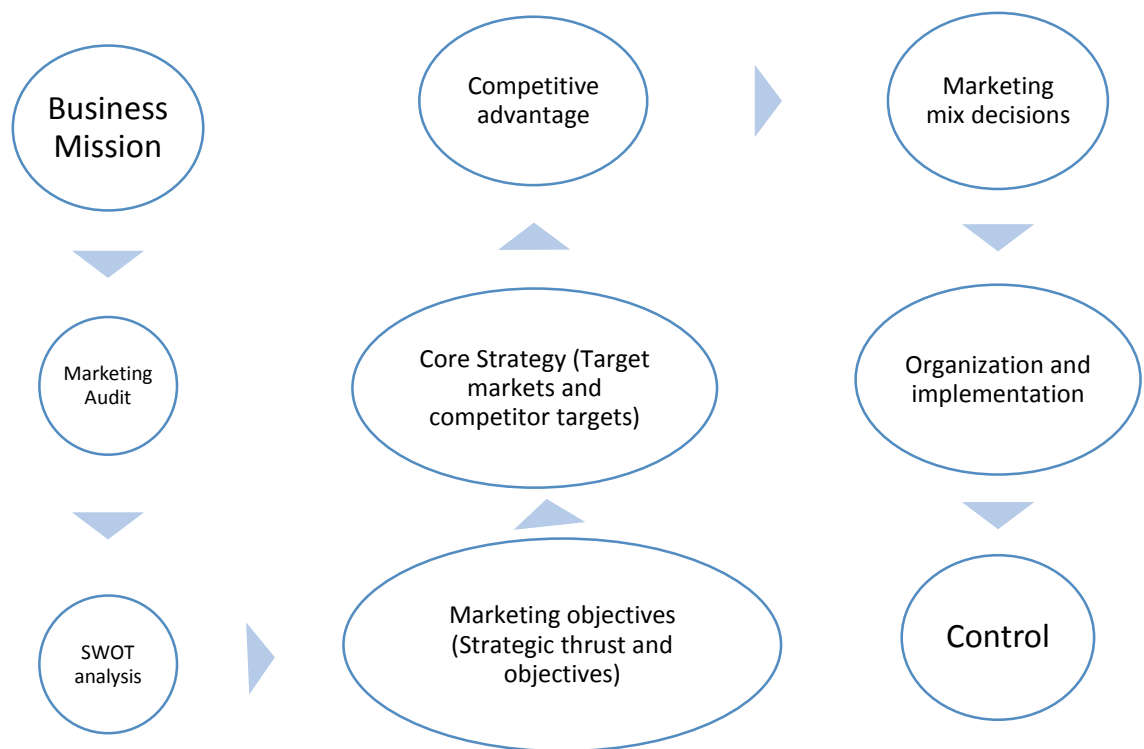 Business
Mission
Marketing
Audit
SWOT
analysis
Marketing objectives
(Strategic thrust and
objectives)
Core Strategy (Target
markets and
competitor targets)
Competitive
advantage
Marketing
mix decisions
Organization and
implementation
Control